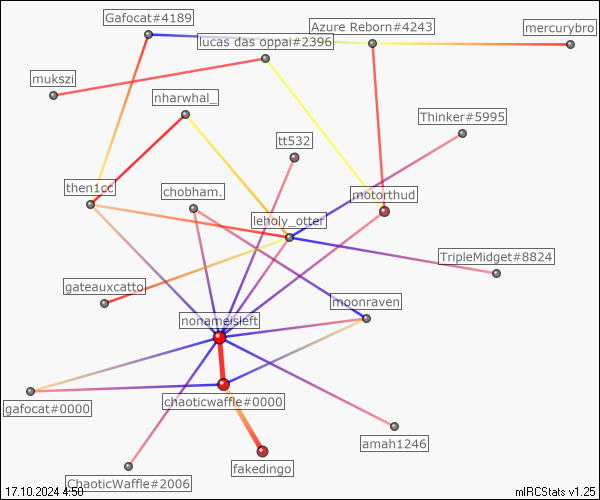 Gafocat#4189
Azure Reborn#4243
mercurybro
lucas das oppai#2396
mukszi
nharwhal_
Thinker#5995
tt532
then1cc
chobham.
motorthud
leholy_otter
TripleMidget#8824
gateauxcatto
moonraven
nonameisleft
gafocat#0000
chaoticwaffle#0000
amah1246
fakedingo
ChaoticWaffle#2006
17.10.2024 4:50
mIRCStats v1.25